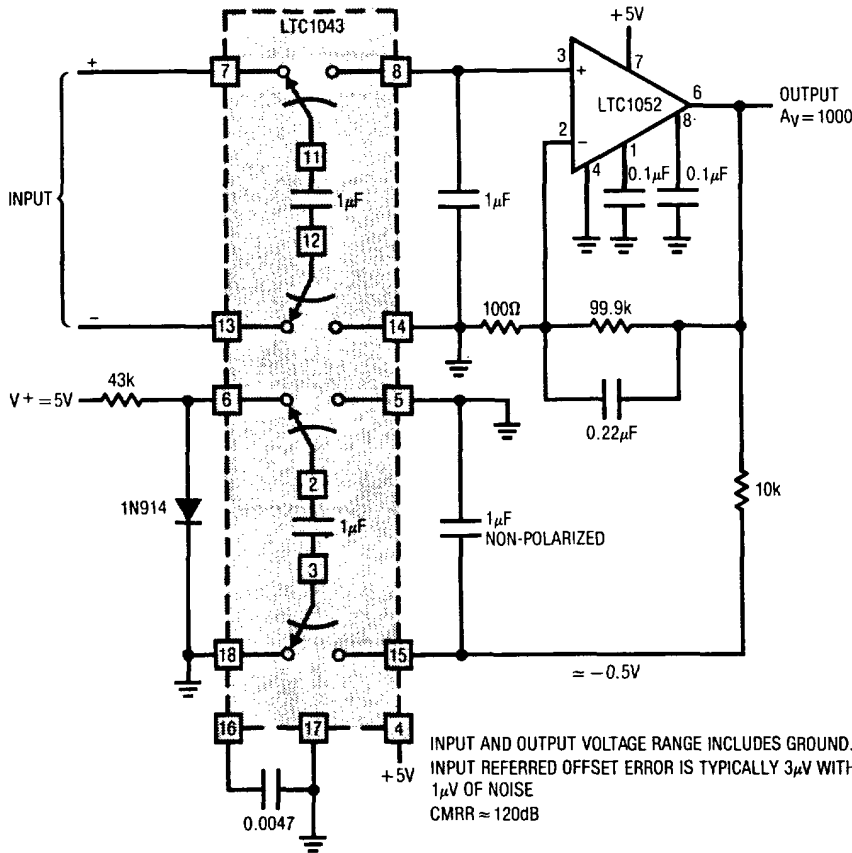 LTC1043
+5V
+
7
8
3
+
7
LTC1052
6
OUTPUT
A_V = 1000
2
−
8
4
1
0.1µF
0.1µF
11
1µF
12
1µF
INPUT
−
13
14
100Ω
99.9k
0.22µF
V+ = 5V
43k
6
5
2
1µF
3
1N914
1µF
NON-POLARIZED
10k
18
15
≃ −0.5V
16
17
4
+5V
0.0047
INPUT AND OUTPUT VOLTAGE RANGE INCLUDES GROUND.
INPUT REFERRED OFFSET ERROR IS TYPICALLY 3µV WITH
1µV OF NOISE
CMRR ≈ 120dB